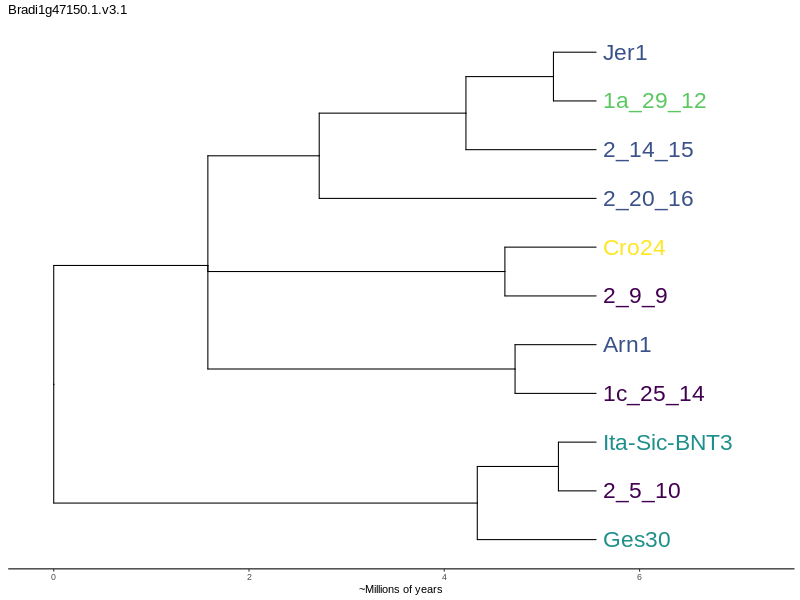 Bradi1g47150.1.v3.1
Jer1
1a_29_12
2_14_15
2_20_16
Cro24
2_9_9
Arn1
1c_25_14
Ita-Sic-BNT3
2_5_10
Ges30
0 2 4 6
~Millions of years